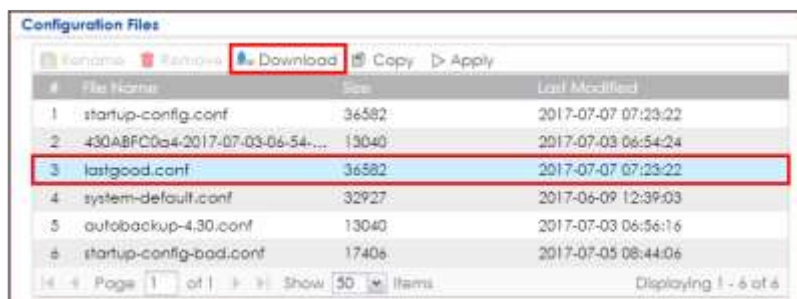 Configuration Files
Rename Remove Download Copy Apply
# File Name Size Last Modified
1 startup-config.conf 36582 2017-07-07 07:23:22
2 430ABFC0a4-2017-07-03-06-54-... 13040 2017-07-03 06:54:24
3 lastgood.conf 36582 2017-07-07 07:23:22
4 system-default.conf 32927 2017-06-09 12:39:03
5 autobackup-4.30.conf 13040 2017-07-03 06:56:16
6 startup-config-bad.conf 17406 2017-07-05 08:44:06
Page 1 of 1 Show 50 items Displaying 1 - 6 of 6